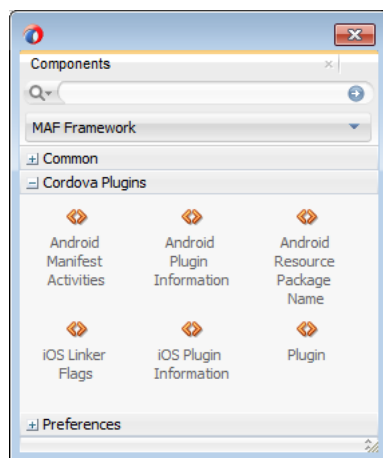 Components
MAF Framework
Common
Cordova Plugins
Android Android Android
Manifest Plugin Resource
Activities Information Package
Name
iOS Linker iOS Plugin Plugin
Flags Information
Preferences